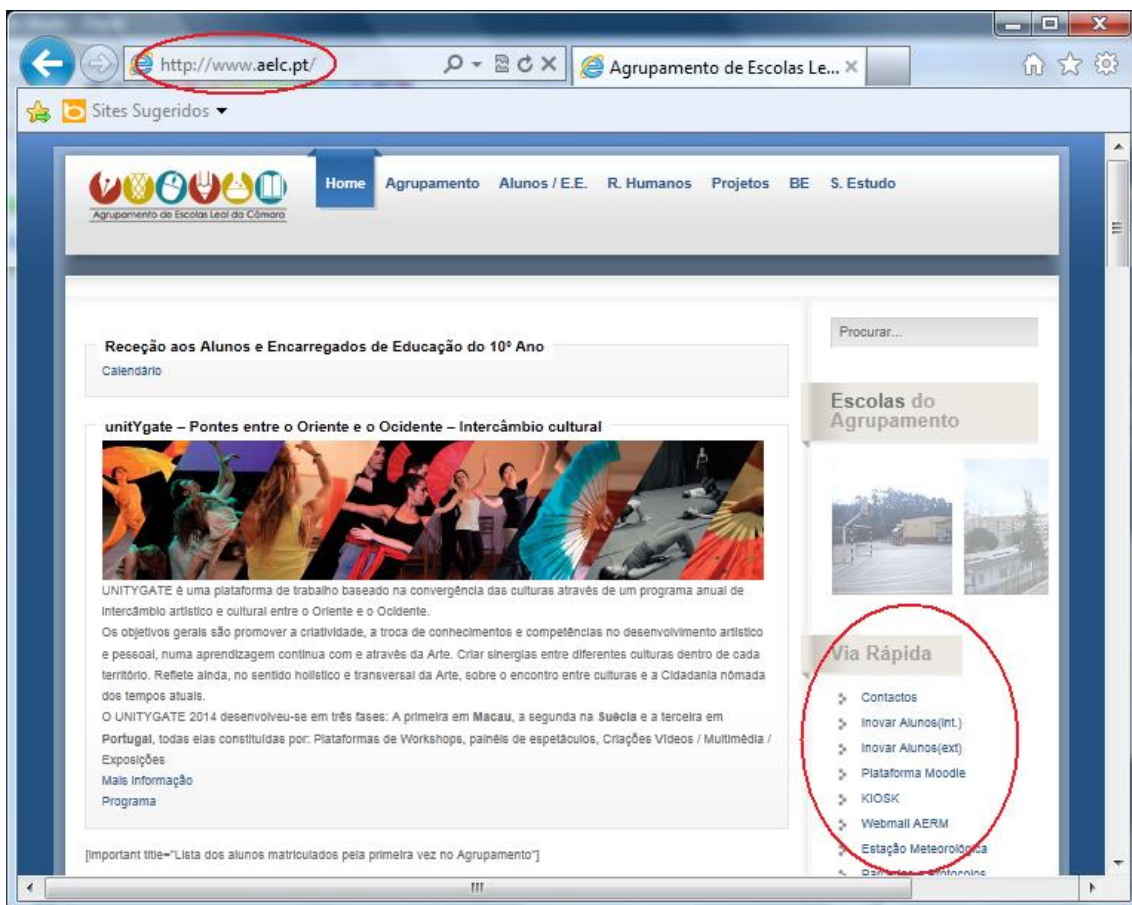 http://www.aelc.pt/
Agrupamento de Escolas Le...
Sites Sugeridos
Agrupamento de Escolas Leal da Câmara
Home Agrupamento Alunos / E.E. R. Humanos Projetos BE S. Estudo
Procurar...
Receção aos Alunos e Encarregados de Educação do 10º Ano
Calendário
Escolas do
Agrupamento
unitYgate – Pontes entre o Oriente e o Ocidente – Intercâmbio cultural
UNITYGATE é uma plataforma de trabalho baseado na convergência das culturas através de um programa anual de
intercâmbio artístico e cultural entre o Oriente e o Ocidente.
Os objetivos gerais são promover a criatividade, a troca de conhecimentos e competências no desenvolvimento artístico
e pessoal, numa aprendizagem contínua com e através da Arte. Criar sinergias entre diferentes culturas dentro de cada
território. Reflete ainda, no sentido holístico e transversal da Arte, sobre o encontro entre culturas e a Cidadania nómada
dos tempos atuais.
O UNITYGATE 2014 desenvolveu-se em três fases: A primeira em Macau, a segunda na Suécia e a terceira em
Portugal, todas elas constituídas por: Plataformas de Workshops, painéis de espetáculos, Criações Vídeos / Multimédia /
Exposições
Mais informação
Programa
[important title="Lista dos alunos matriculados pela primeira vez no Agrupamento"]
Via Rápida
Contactos
Inovar Alunos(int.)
Inovar Alunos(ext)
Plataforma Moodle
KIOSK
Webmail AERM
Estação Meteorológica
Parcerias e Protocolos